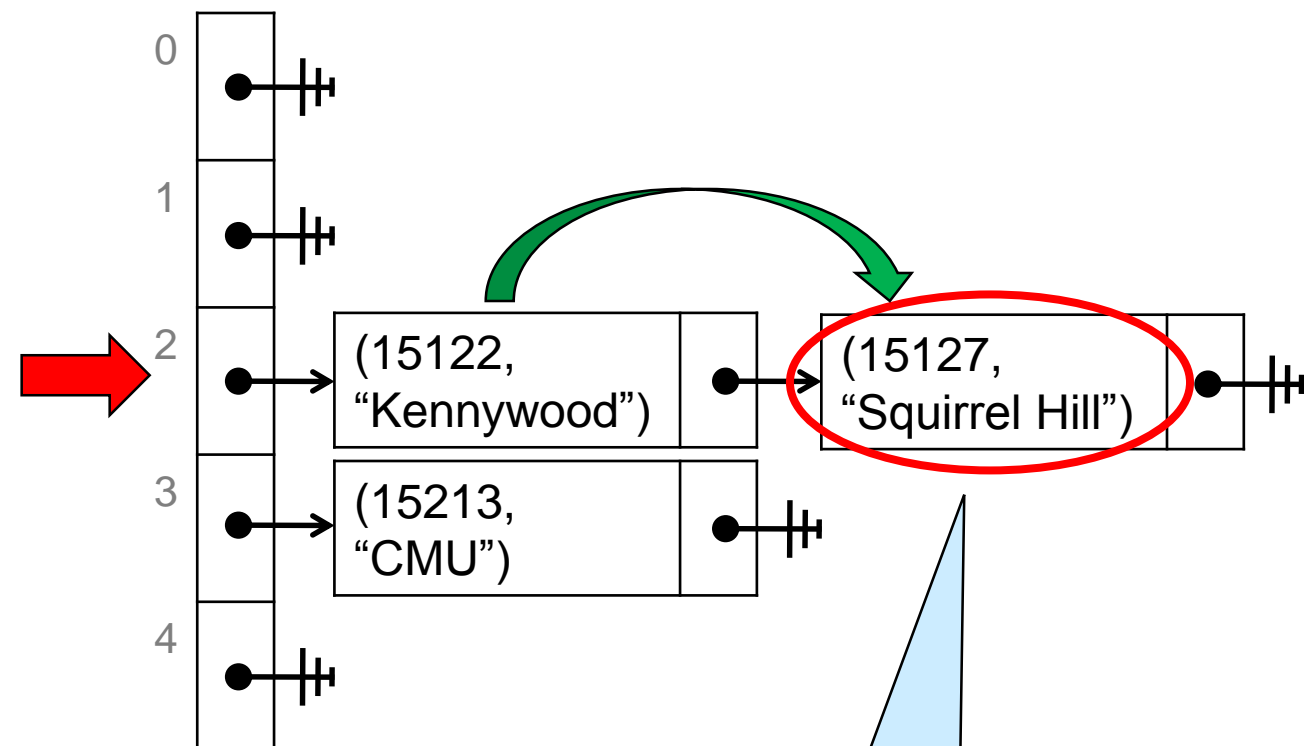 0
1
2
(15122,
“Kennywood”)
(15127,
“Squirrel Hill”)
3
(15213,
“CMU”)
4